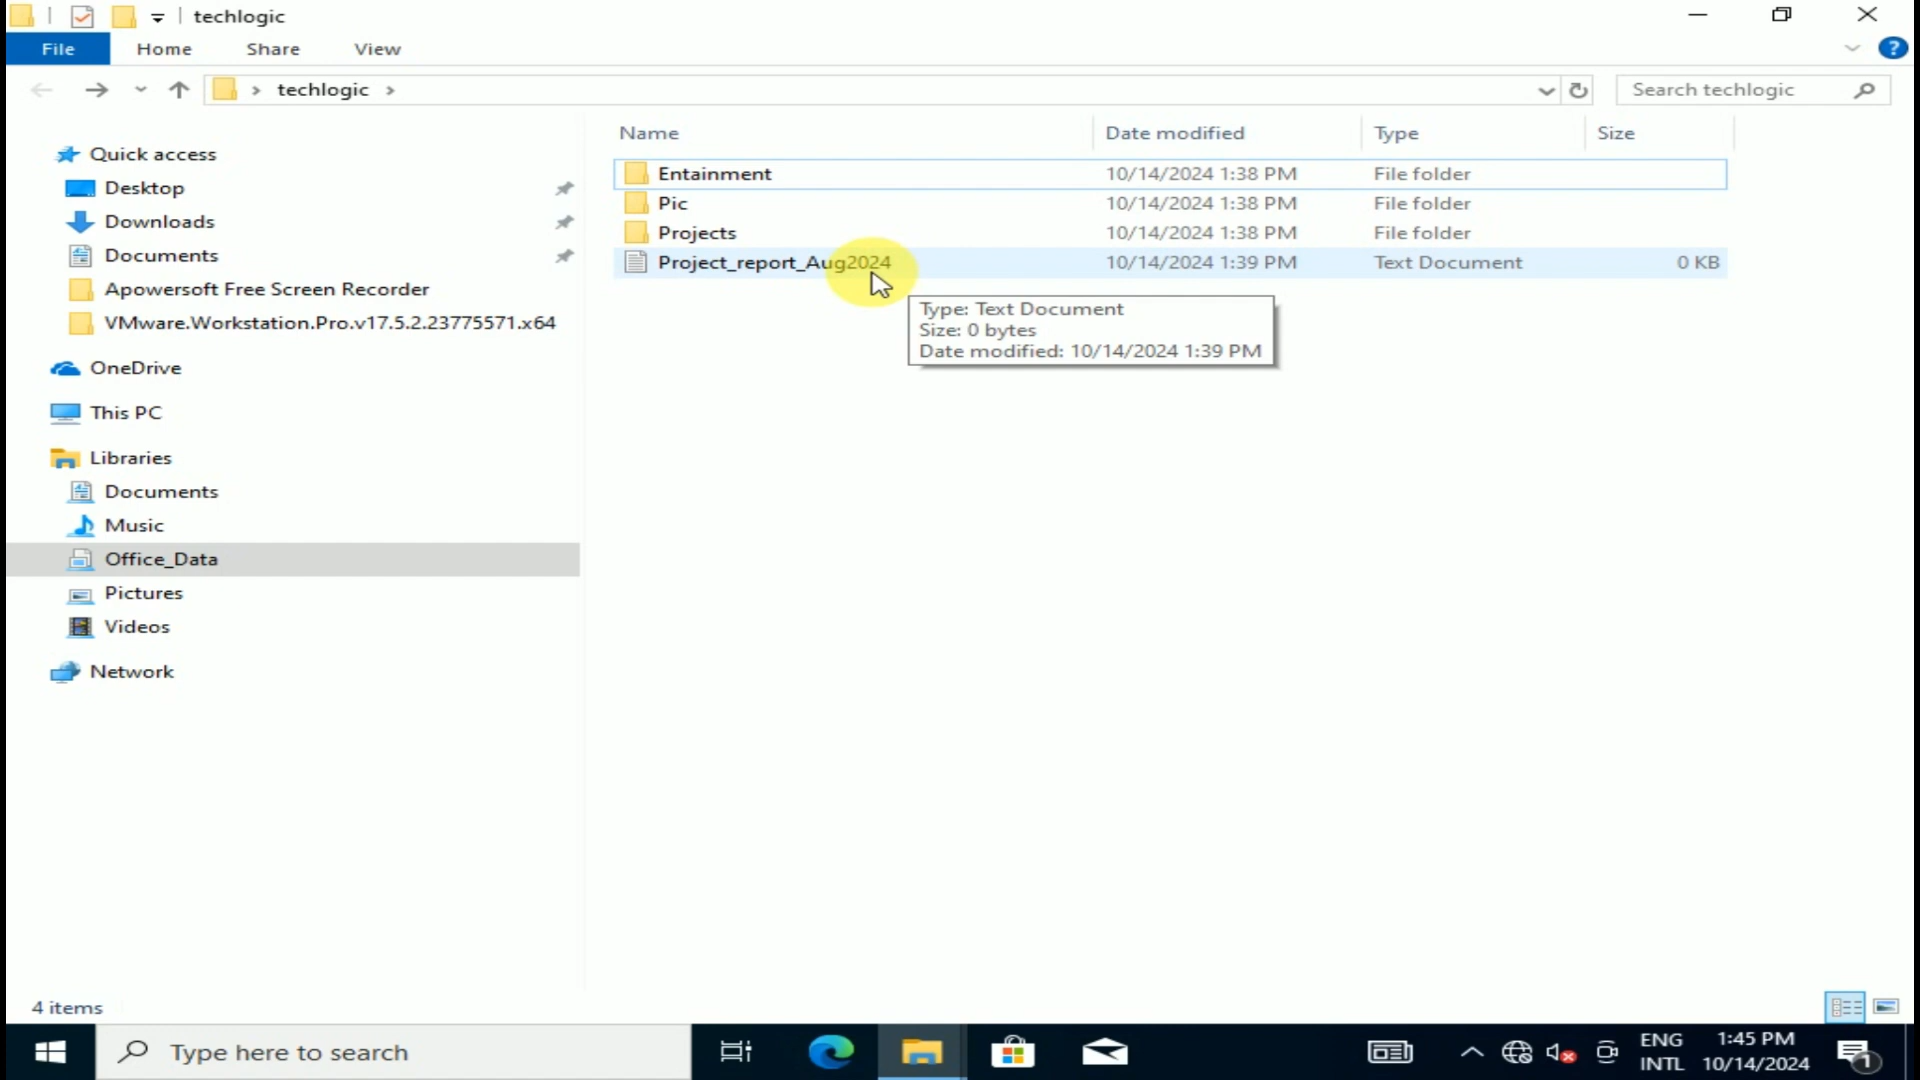 techlogic
File Home Share View
techlogic
Search techlogic
Name Date modified Type Size
Quick access
Desktop
Downloads
Documents
Apowersoft Free Screen Recorder
VMware.Workstation.Pro.v17.5.2.23775571.x64
OneDrive
This PC
Libraries
Documents
Music
Office_Data
Pictures
Videos
Network
Entainment 10/14/2024 1:38 PM File folder
Pic 10/14/2024 1:38 PM File folder
Projects 10/14/2024 1:38 PM File folder
Project_report_Aug2024 10/14/2024 1:39 PM Text Document 0 KB
Type: Text Document
Size: 0 bytes
Date modified: 10/14/2024 1:39 PM
4 items
Type here to search
ENG 1:45 PM
INTL 10/14/2024
1